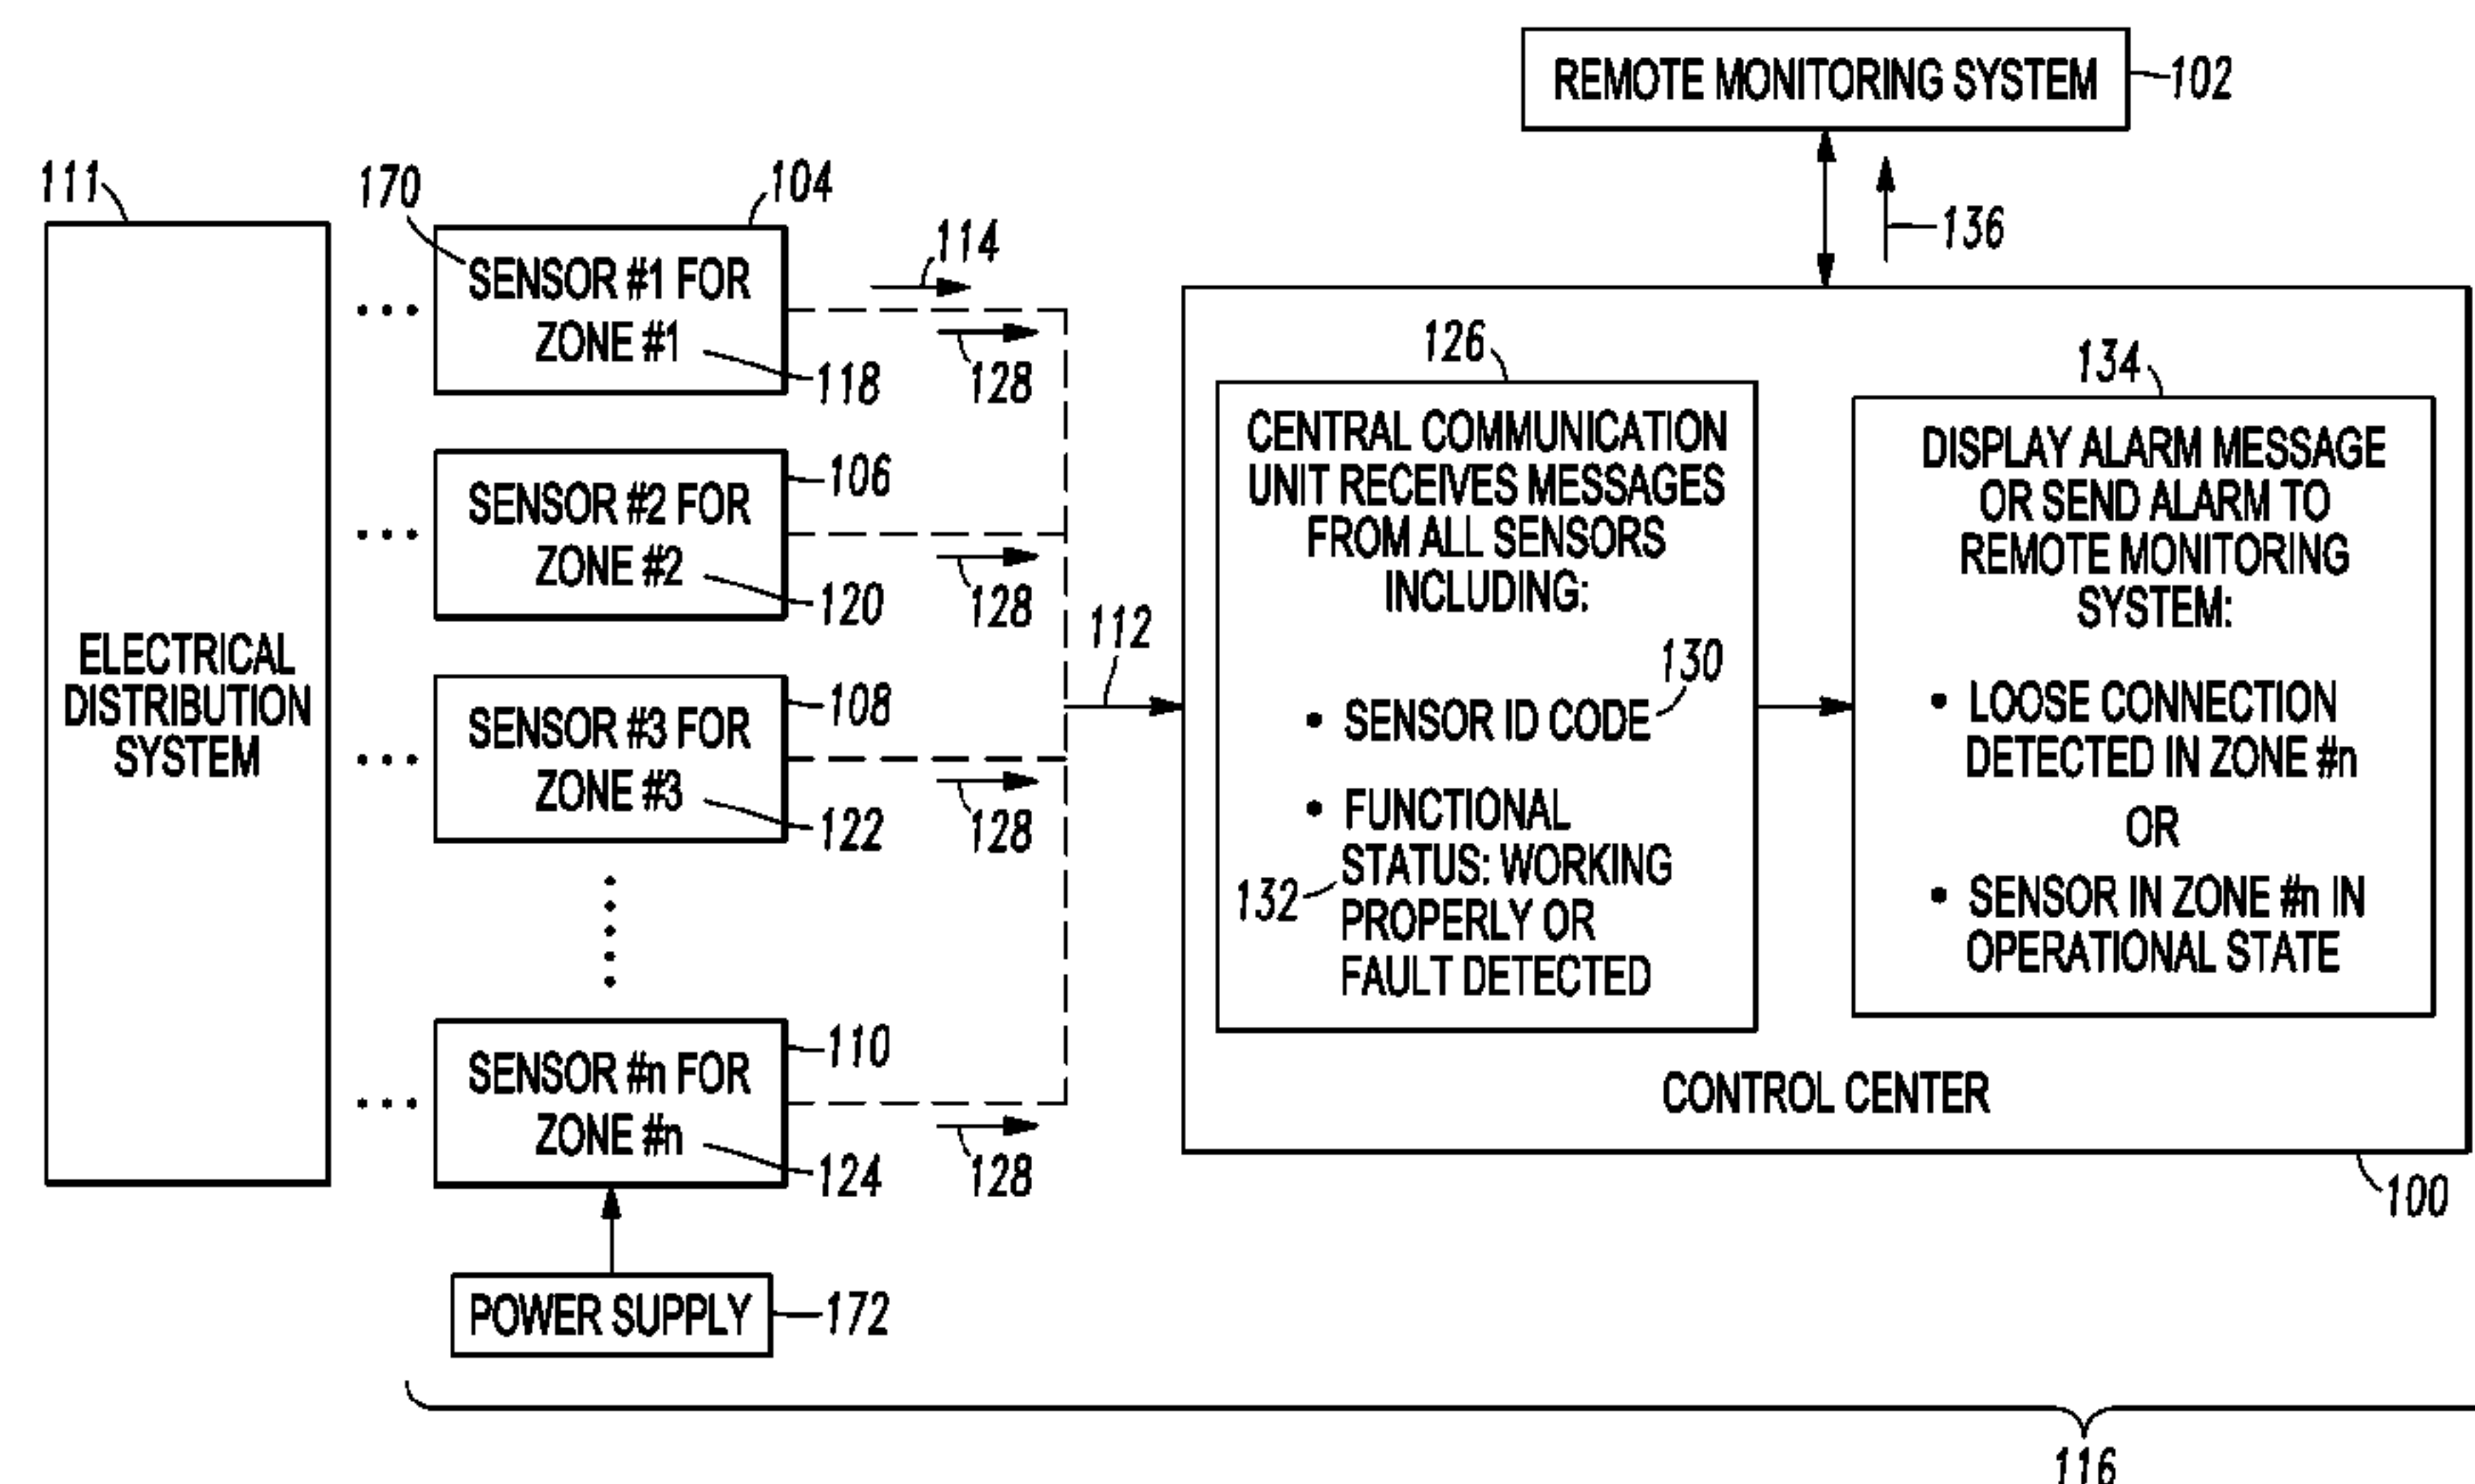 REMOTE MONITORING SYSTEM
102
136
111
ELECTRICAL
DISTRIBUTION
SYSTEM
170
104
SENSOR #1 FOR
ZONE #1
118
114
128
106
SENSOR #2 FOR
ZONE #2
120
128
108
SENSOR #3 FOR
ZONE #3
122
128
110
SENSOR #n FOR
ZONE #n
124
128
POWER SUPPLY
172
112
126
CENTRAL COMMUNICATION
UNIT RECEIVES MESSAGES
FROM ALL SENSORS
INCLUDING:
130
• SENSOR ID CODE
• FUNCTIONAL
STATUS: WORKING
PROPERLY OR
FAULT DETECTED
132
134
DISPLAY ALARM MESSAGE
OR SEND ALARM TO
REMOTE MONITORING
SYSTEM:
• LOOSE CONNECTION
DETECTED IN ZONE #n
OR
• SENSOR IN ZONE #n IN
OPERATIONAL STATE
CONTROL CENTER
100
116